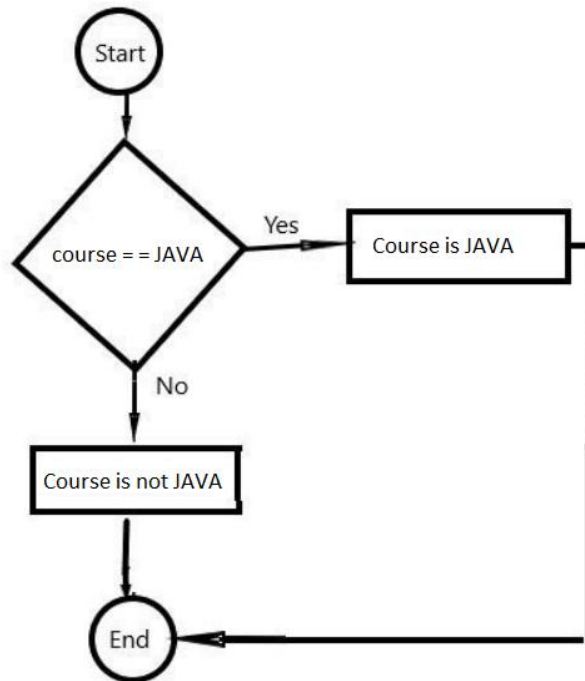 Start
course = = JAVA
Yes
Course is JAVA
No
Course is not JAVA
End